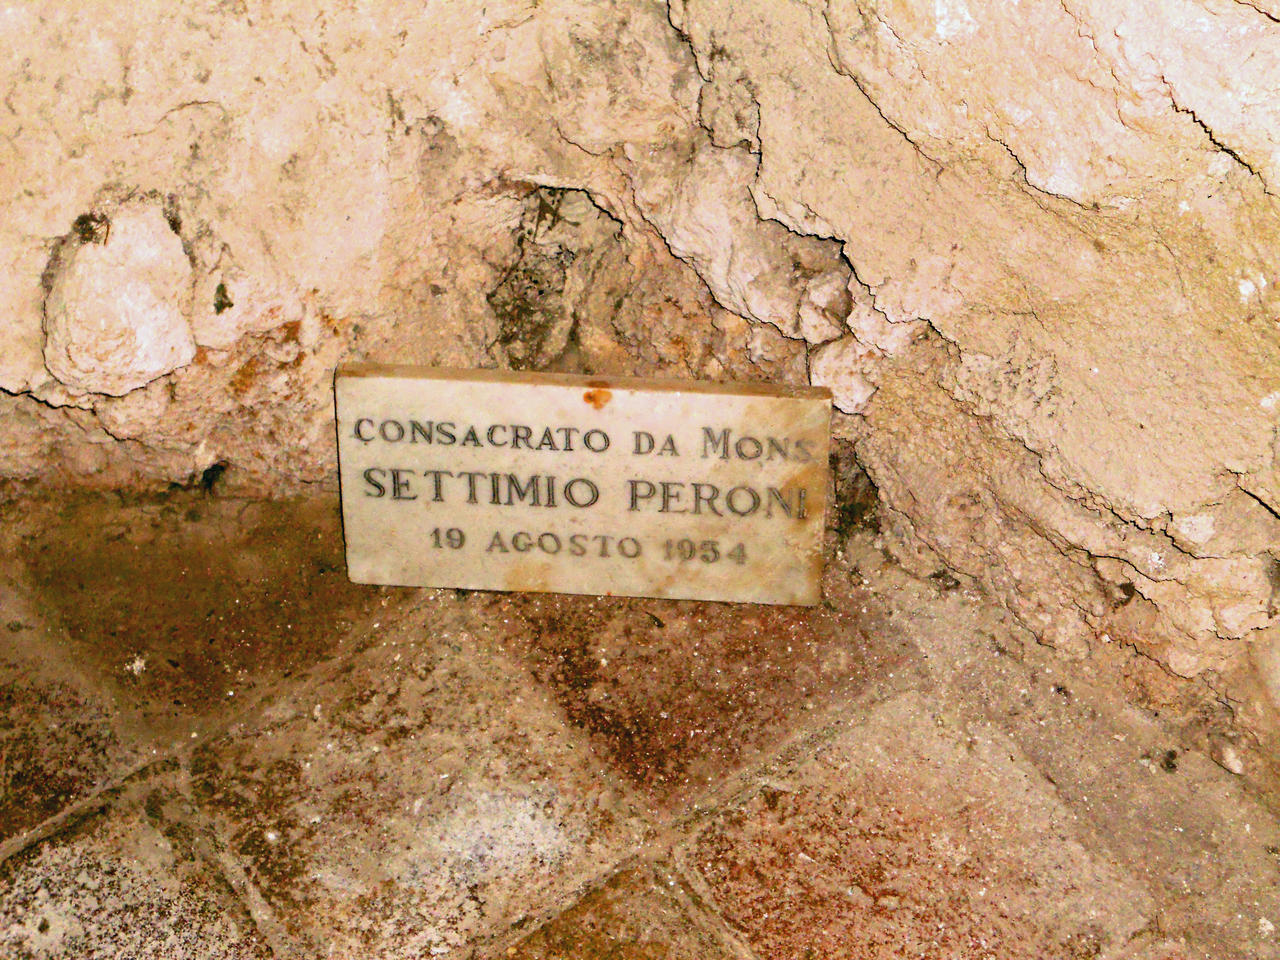 CONSACRATO DA MONS
SETTIMIO PERONI
19 AGOSTO 1954